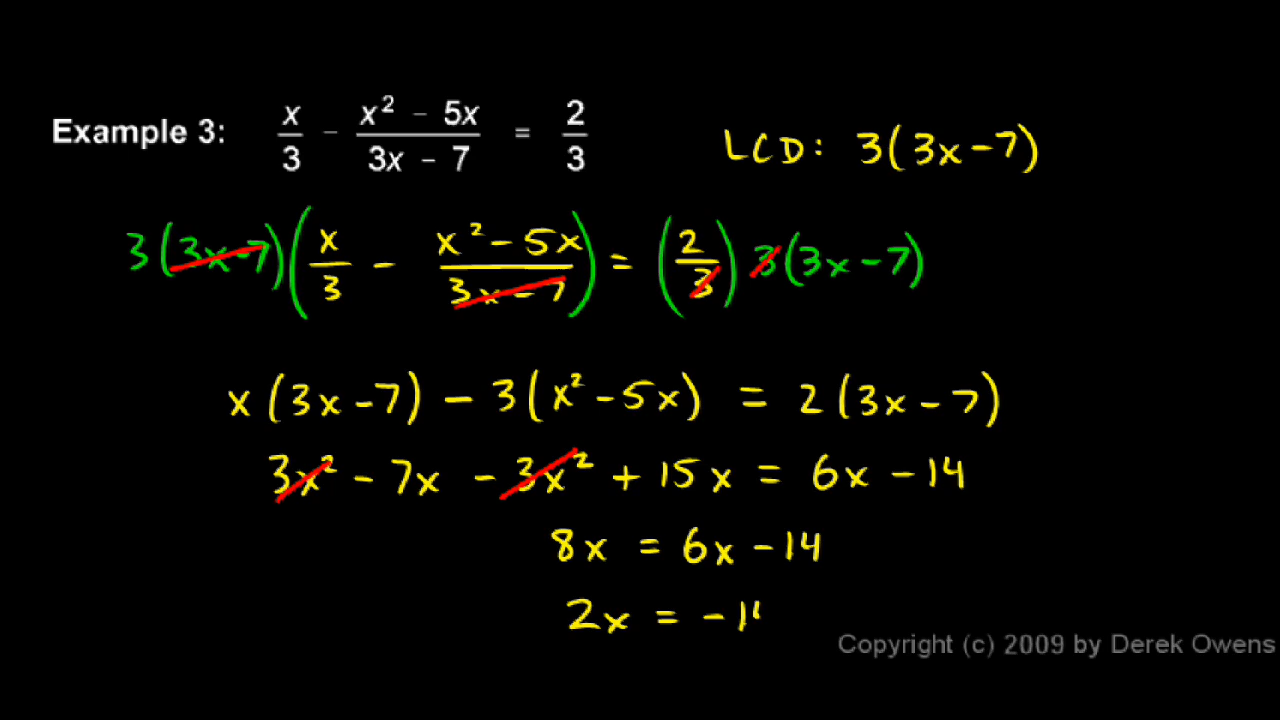 Example 3: x/3 - (x² - 5x)/(3x - 7) = 2/3
LCD: 3(3x-7)
3(3x-7)(x/3 - (x²-5x)/(3x-7)) = (2/3) 3(3x-7)
x(3x-7) - 3(x²-5x) = 2(3x-7)
3x² - 7x - 3x² + 15x = 6x - 14
8x = 6x - 14
2x = -1
Copyright (c) 2009 by Derek Owens